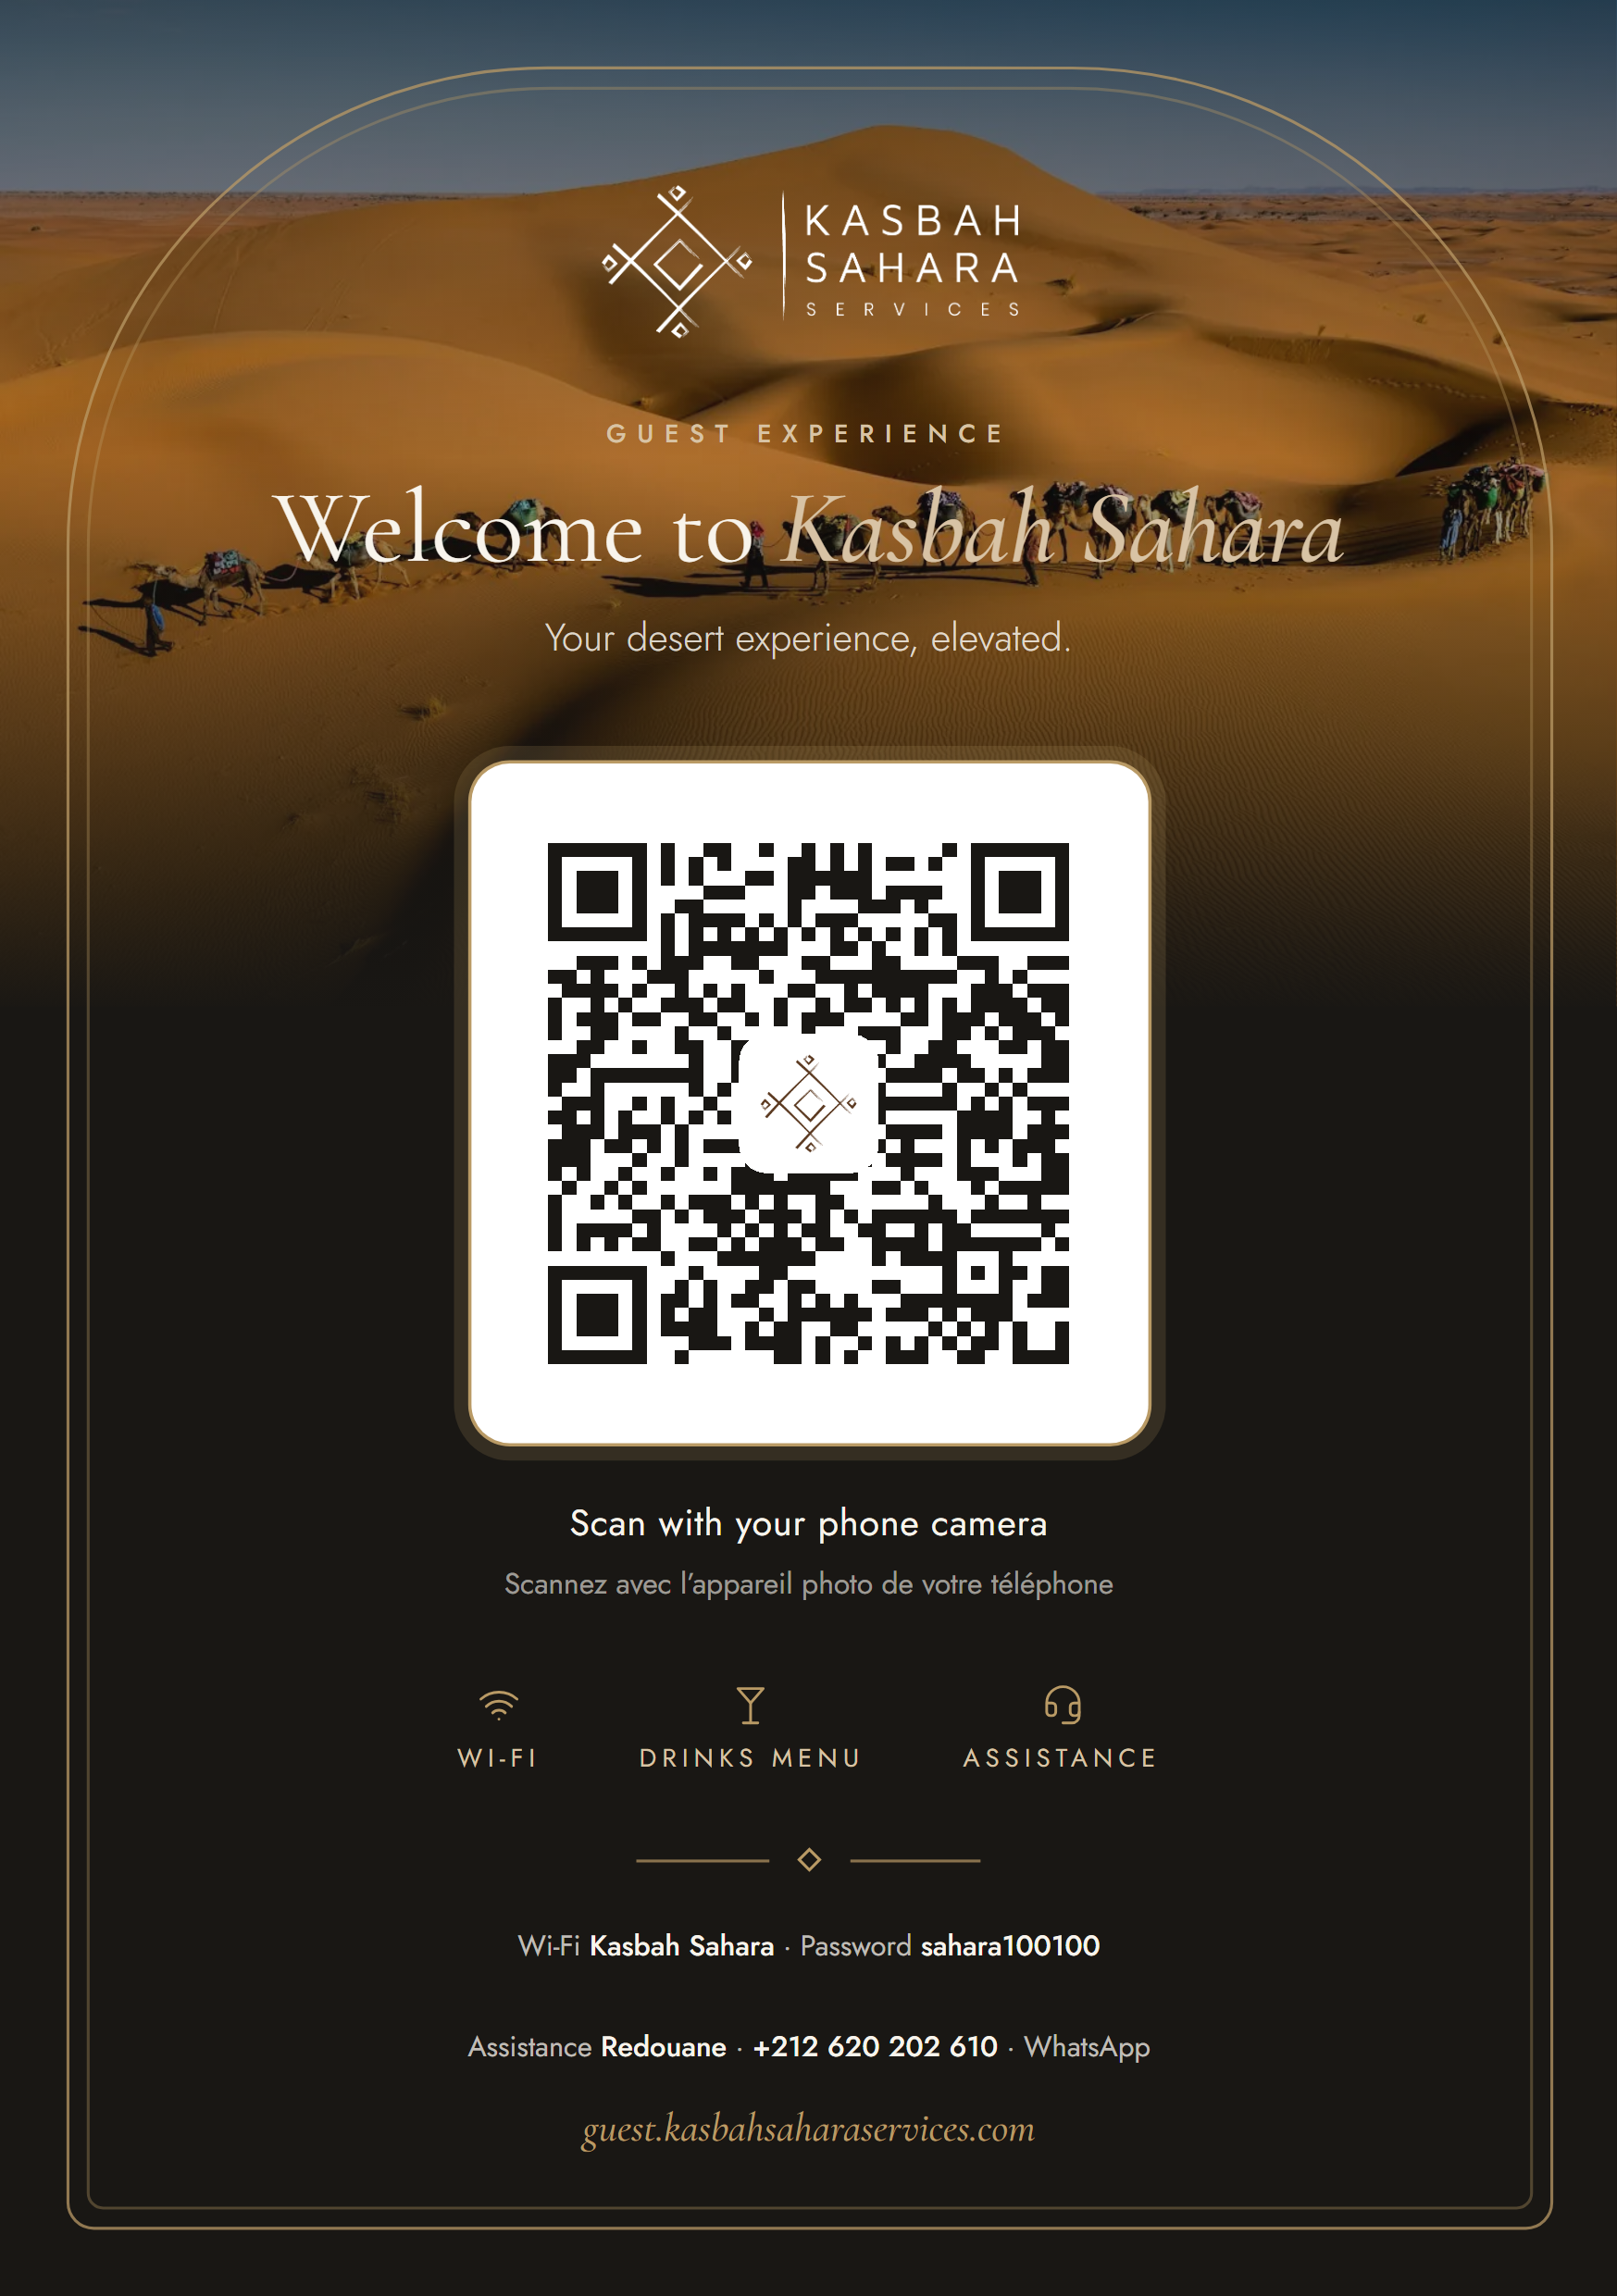 KASBAH
SAHARA
SERVICES
GUEST EXPERIENCE
Welcome to Kasbah Sahara
Your desert experience, elevated.
Scan with your phone camera
Scannez avec l’appareil photo de votre téléphone
WI-FI DRINKS MENU ASSISTANCE
Wi-Fi Kasbah Sahara · Password sahara100100
Assistance Redouane · +212 620 202 610 · WhatsApp
guest.kasbahsaharaservices.com